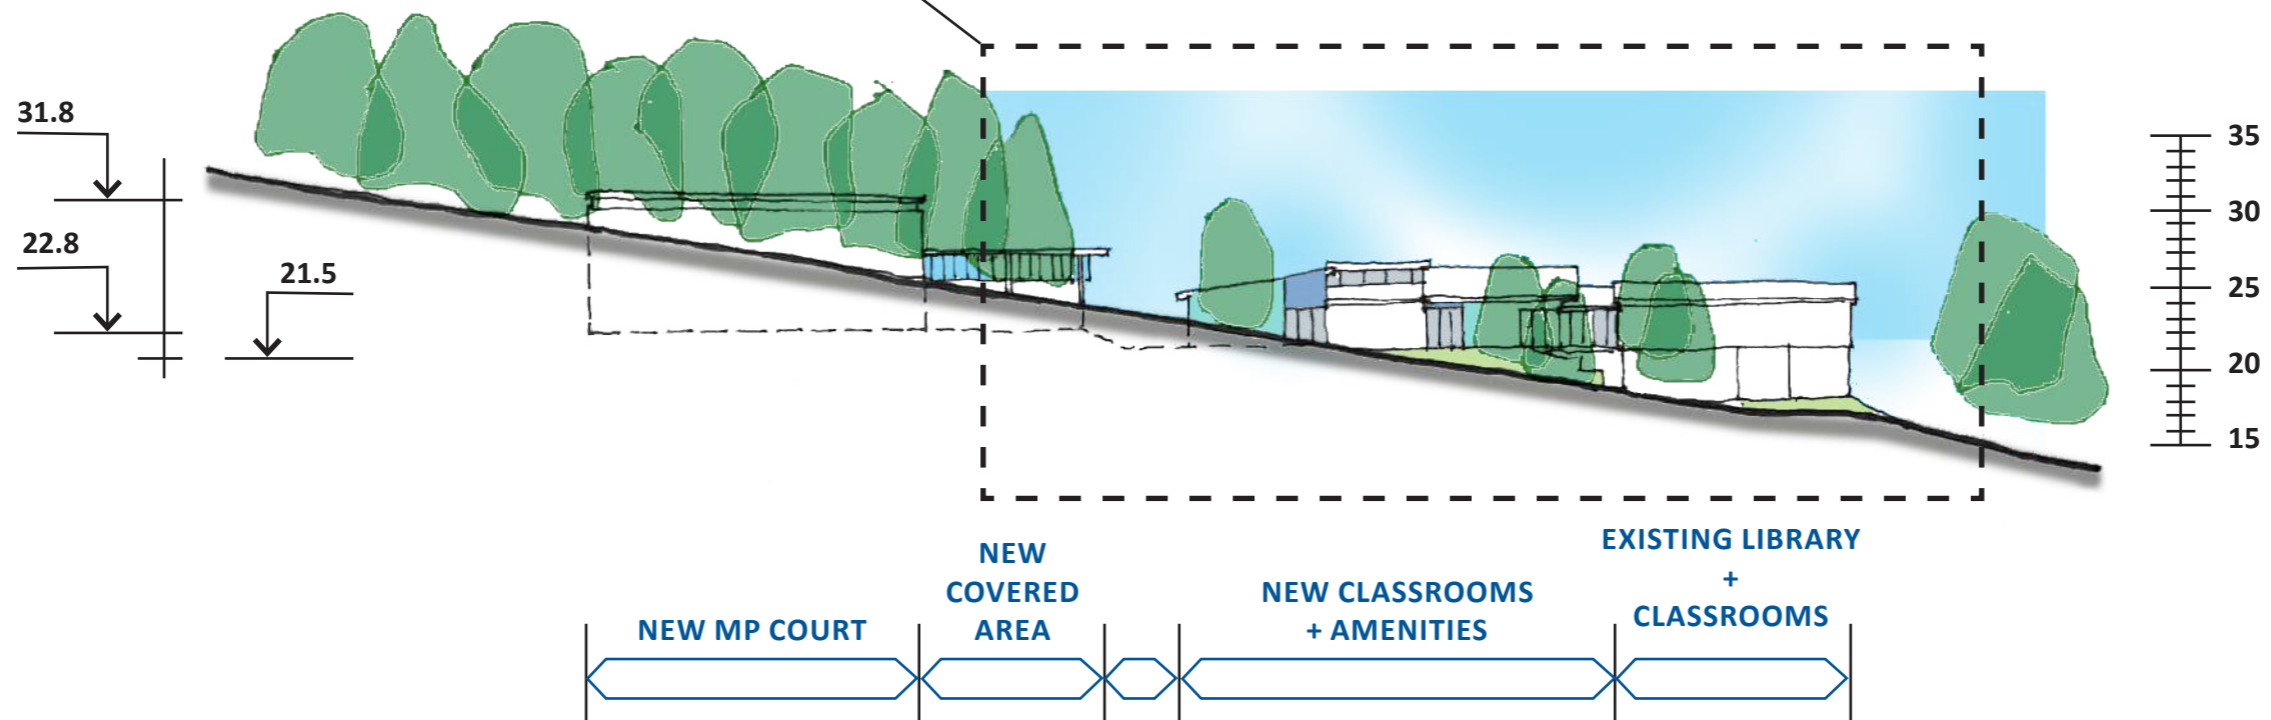 31.8
22.8
21.5
35
30
25
20
15
NEW MP COURT
NEW
COVERED
AREA
NEW CLASSROOMS
+ AMENITIES
EXISTING LIBRARY
+
CLASSROOMS